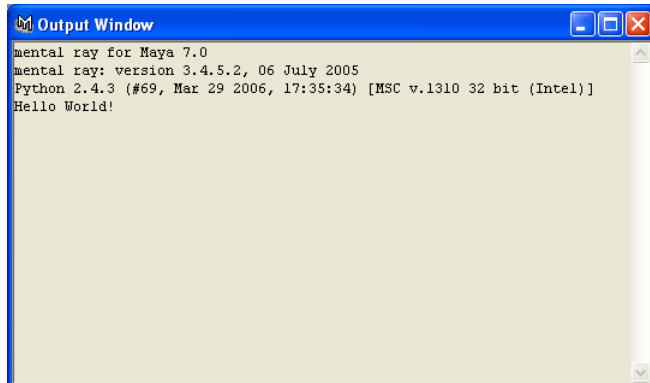 Output Window
mental ray for Maya 7.0
mental ray: version 3.4.5.2, 06 July 2005
Python 2.4.3 (#69, Mar 29 2006, 17:35:34) [MSC v.1310 32 bit (Intel)]
Hello World!